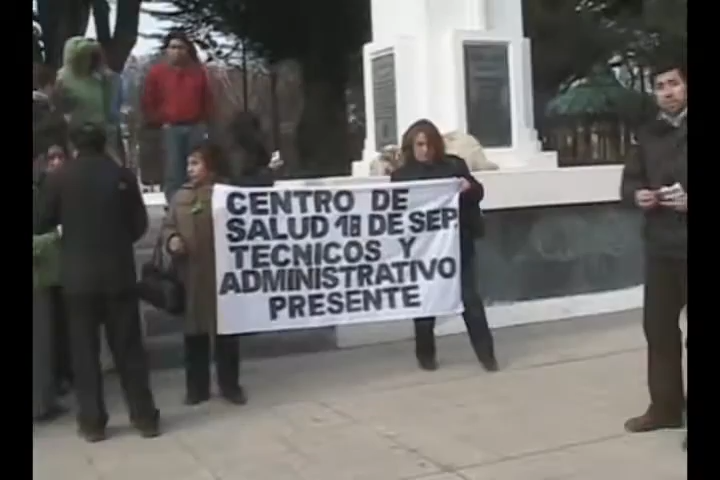 CENTRO DE
SALUD 18 DE SEP.
TECNICOS Y
ADMINISTRATIVO
PRESENTE